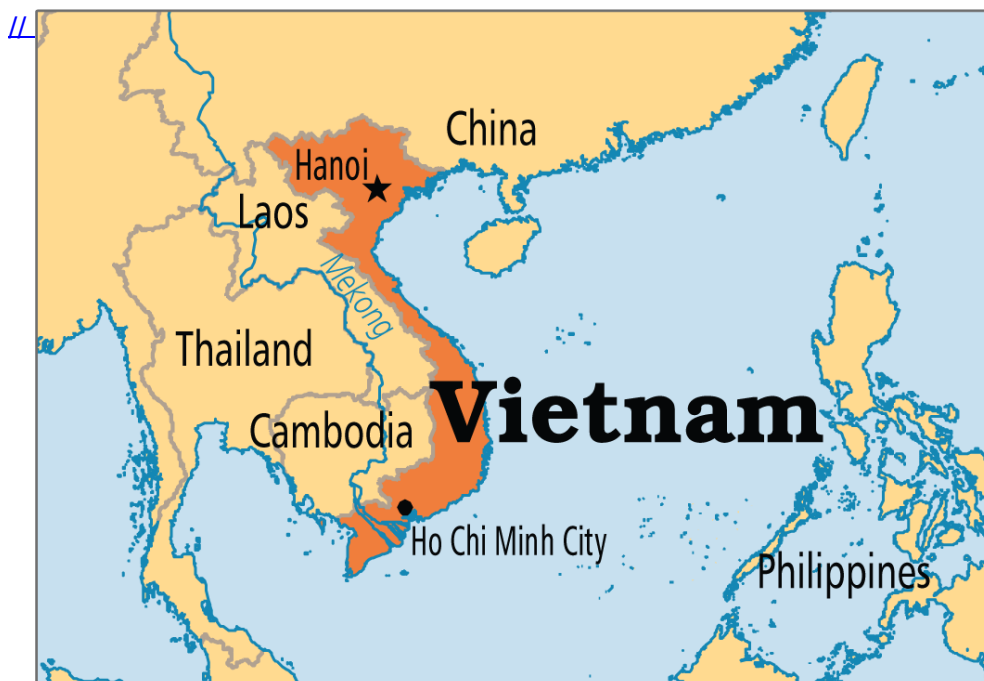 //
China
Hanoi
Laos
Mekong
Thailand
Vietnam
Cambodia
Ho Chi Minh City
Philippines